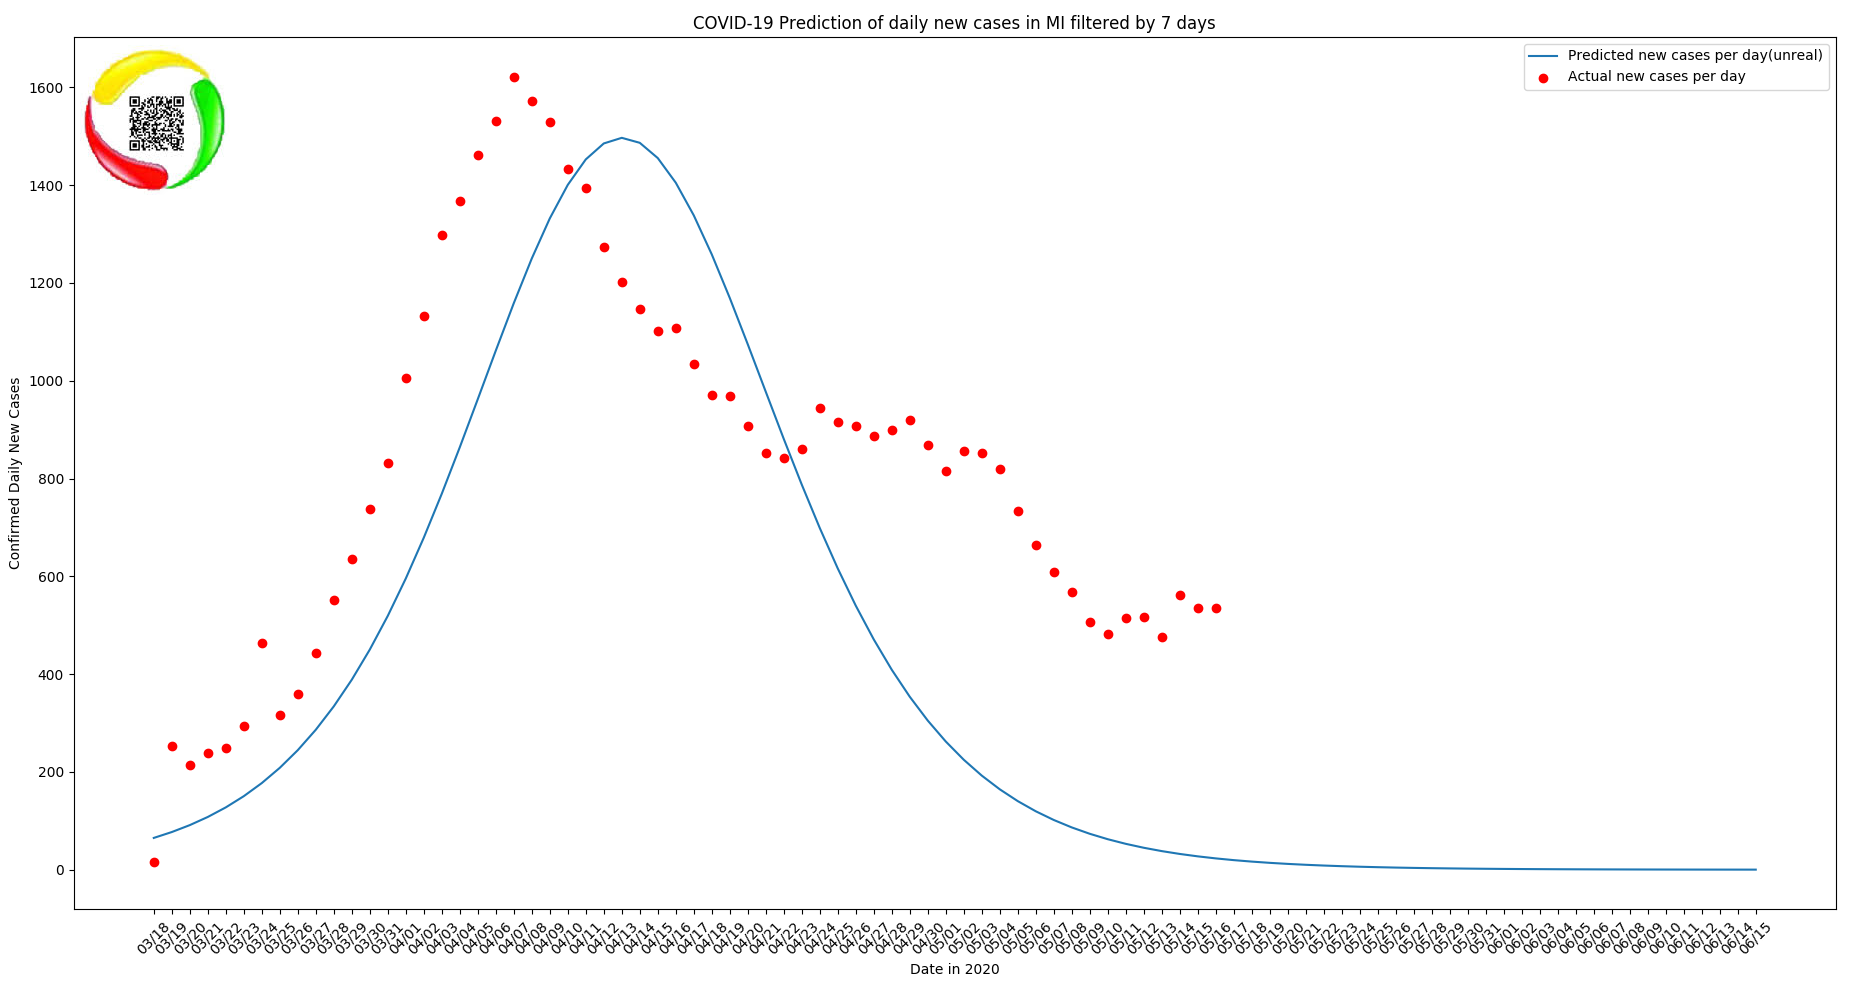 COVID-19 Prediction of daily new cases in MI filtered by 7 days
Predicted new cases per day(unreal)
Actual new cases per day
Confirmed Daily New Cases
1600
1400
1200
1000
800
600
400
200
0
03/18 03/19 03/20 03/21 03/22 03/23 03/24 03/25 03/26 03/27 03/28 03/29 03/30 03/31 04/01 04/02 04/03 04/04 04/05 04/06 04/07 04/08 04/09 04/10 04/11 04/12 04/13 04/14 04/15 04/16 04/17 04/18 04/19 04/20 04/21 04/22 04/23 04/24 04/25 04/26 04/27 04/28 04/29 04/30 05/01 05/02 05/03 05/04 05/05 05/06 05/07 05/08 05/09 05/10 05/11 05/12 05/13 05/14 05/15 05/16 05/17 05/18 05/19 05/20 05/21 05/22 05/23 05/24 05/25 05/26 05/27 05/28 05/29 05/30 05/31 06/01 06/02 06/03 06/04 06/05 06/06 06/07 06/08 06/09 06/10 06/11 06/12 06/13 06/14 06/15
Date in 2020